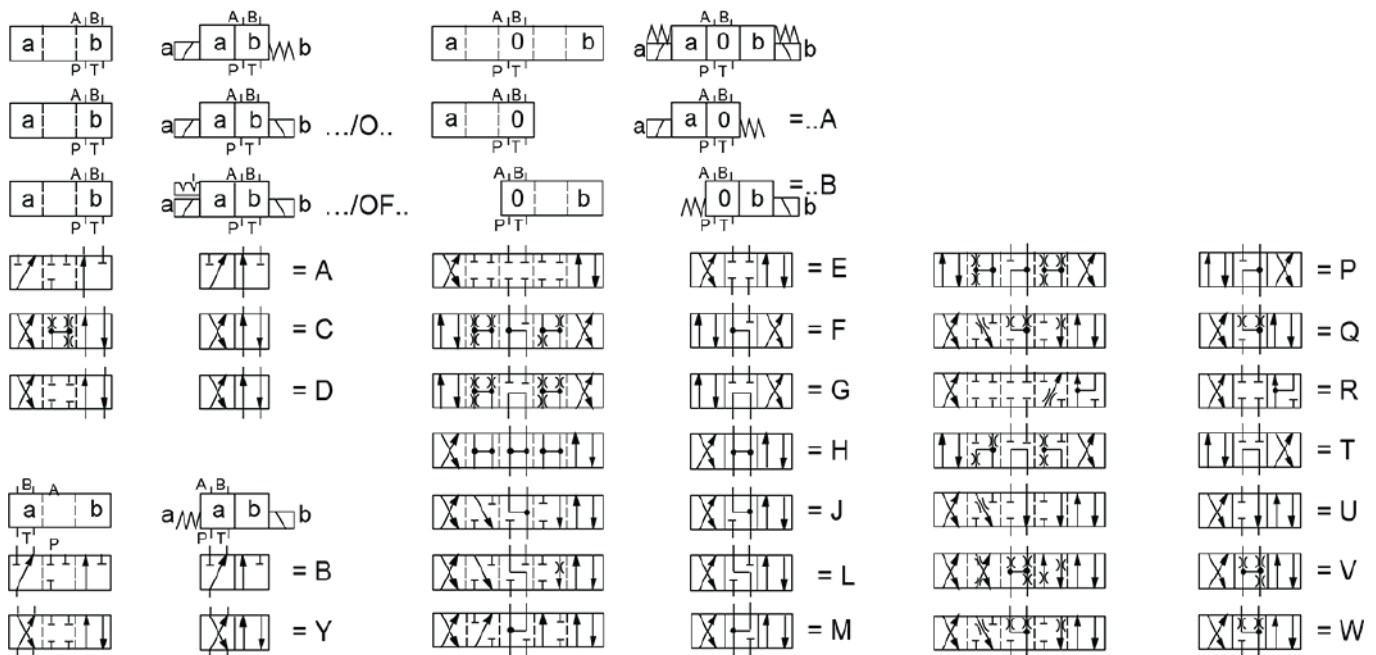 A B A B A B A B
a b a a b b a 0 b a a 0 b b
P T P T P T P T
A B A B A B A B
a b a a b b .../O.. a 0 a a 0 =..A
P T P T P T P T
A B A B A B A B
a b a a b b .../OF.. 0 b 0 b b =..B
P T P T P T P T
= A = E = P
= C = F = Q
= D = G = R
= H = T
B A A B
a b a a b b = J = U
T P T
P
= B = L = V
= Y = M = W